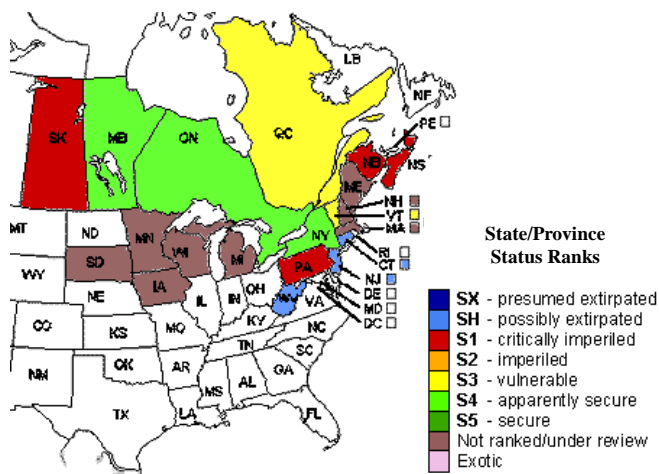 LB
NF
PE
SK
MB
ON
QC
NB
NS
ME
NH
VT
MA
MT
ND
MN
WI
NY
RI
CT
SD
MI
PA
NJ
WY
IA
OH
DE
NE
IL
IN
WV
VA
MD
DC
CO
KS
MO
KY
NC
TN
OK
AR
SC
NM
MS
AL
GA
TX
LA
FL
State/Province
Status Ranks
SX - presumed extirpated
SH - possibly extirpated
S1 - critically imperiled
S2 - imperiled
S3 - vulnerable
S4 - apparently secure
S5 - secure
Not ranked/under review
Exotic